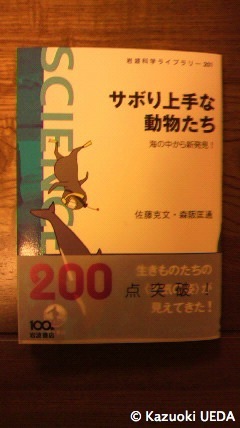 岩波科学ライブラリー 201
SCIENCE
サボり上手な
動物たち
海の中から新発見！
佐藤克文・森阪匡通
200
点突破！
生きものたちの
が
見えてきた！
100
岩波書店
© Kazuoki UEDA